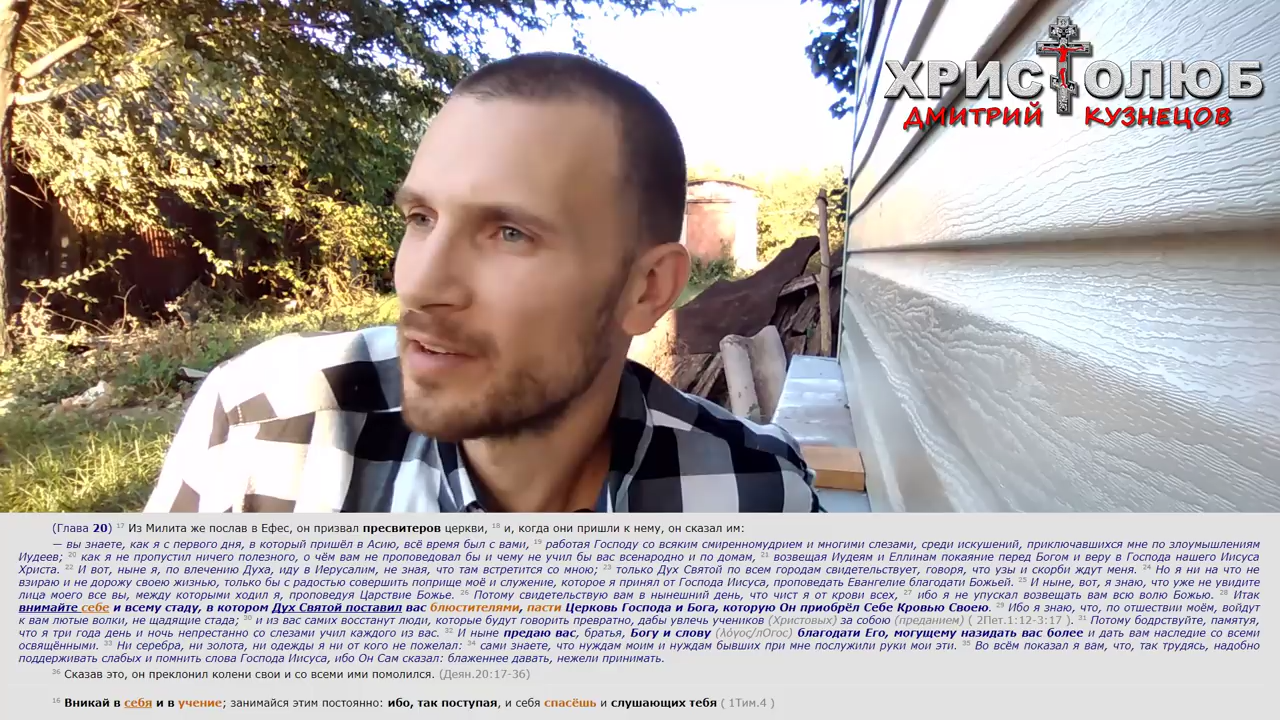 ХРИСТОЛЮБ
ДМИТРИЙ КУЗНЕЦОВ
(Глава 20) 17 Из Милита же послав в Ефес, он призвал пресвитеров церкви, 18 и, когда они пришли к нему, он сказал им:
— вы знаете, как я с первого дня, в который пришёл в Асию, всё время был с вами, 19 работая Господу со всяким смиренномудрием и многими слезами, среди искушений, приключавшихся мне по злоумышлениям
Иудеев; 20 как я не пропустил ничего полезного, о чём вам не проповедовал бы и чему не учил бы вас всенародно и по домам, 21 возвещая Иудеям и Еллинам покаяние перед Богом и веру в Господа нашего Иисуса
Христа. 22 И вот, ныне я, по влечению Духа, иду в Иерусалим, не зная, что там встретится со мною; 23 только Дух Святой по всем городам свидетельствует, говоря, что узы и скорби ждут меня. 24 Но я ни на что не
взираю и не дорожу своею жизнью, только бы с радостью совершить поприще моё и служение, которое я принял от Господа Иисуса, проповедать Евангелие благодати Божьей. 25 И ныне, вот, я знаю, что уже не увидите
лица моего все вы, между которыми ходил я, проповедуя Царствие Божье. 26 Потому свидетельствую вам в нынешний день, что чист я от крови всех, 27 ибо я не упускал возвещать вам всю волю Божью. 28 Итак
внимайте себе и всему стаду, в котором Дух Святой поставил вас блюстителями, пасти Церковь Господа и Бога, которую Он приобрёл Себе Кровью Своею. 29 Ибо я знаю, что, по отшествии моём, войдут
к вам лютые волки, не щадящие стада; 30 и из вас самих восстанут люди, которые будут говорить превратно, дабы увлечь учеников (Христовых) за собою (преданием) ( 2Пет.1:12-3:17 ). 31 Потому бодрствуйте, памятуя,
что я три года день и ночь непрестанно со слезами учил каждого из вас. 32 И ныне предаю вас, братья, Богу и слову (λόγος/лОгос) благодати Его, могущему назидать вас более и дать вам наследие со всеми
освящёнными. 33 Ни серебра, ни золота, ни одежды я ни от кого не пожелал: 34 сами знаете, что нуждам моим и нуждам бывших при мне послужили руки мои эти. 35 Во всём показал я вам, что, так трудясь, надобно
поддерживать слабых и помнить слова Господа Иисуса, ибо Он Сам сказал: блаженнее давать, нежели принимать.
36 Сказав это, он преклонил колени свои и со всеми ими помолился. (Деян.20:17-36)
16 Вникай в себя и в учение; занимайся этим постоянно: ибо, так поступая, и себя спасёшь и слушающих тебя ( 1Тим.4 )